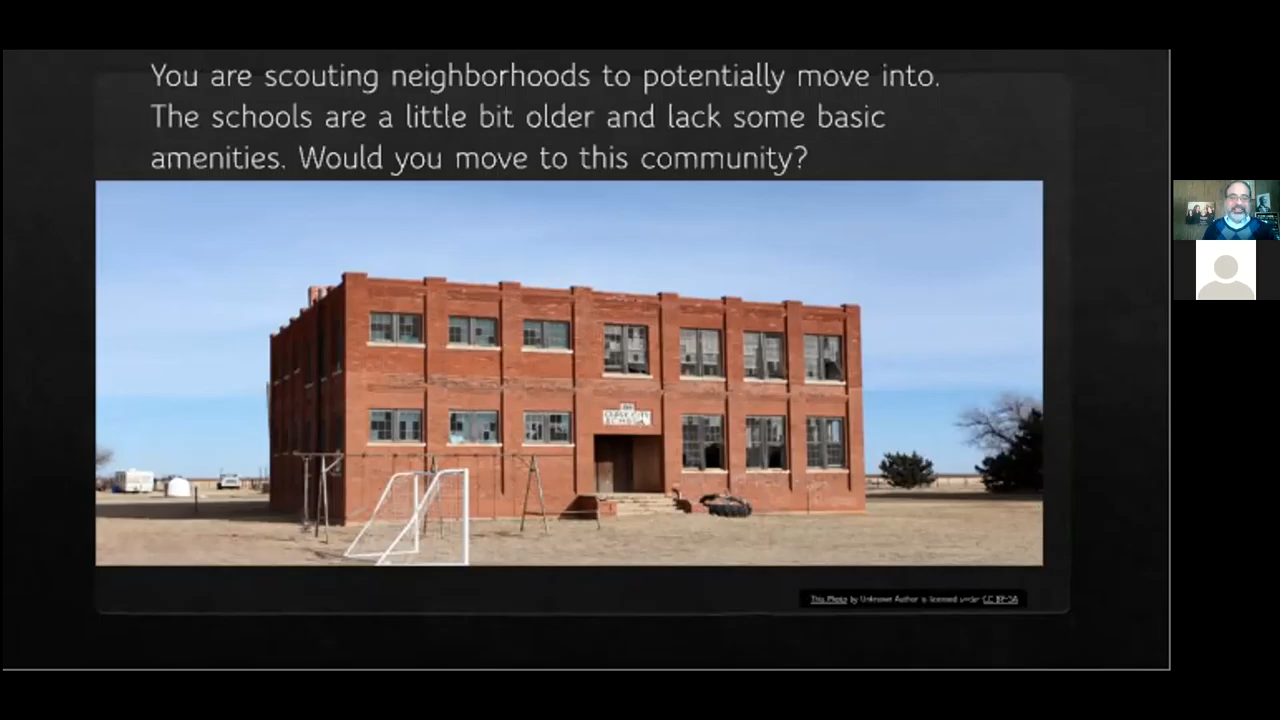 You are scouting neighborhoods to potentially move into.
The schools are a little bit older and lack some basic
amenities. Would you move to this community?
SCHOOL
This Photo by Unknown Author is licensed under CC BY-SA